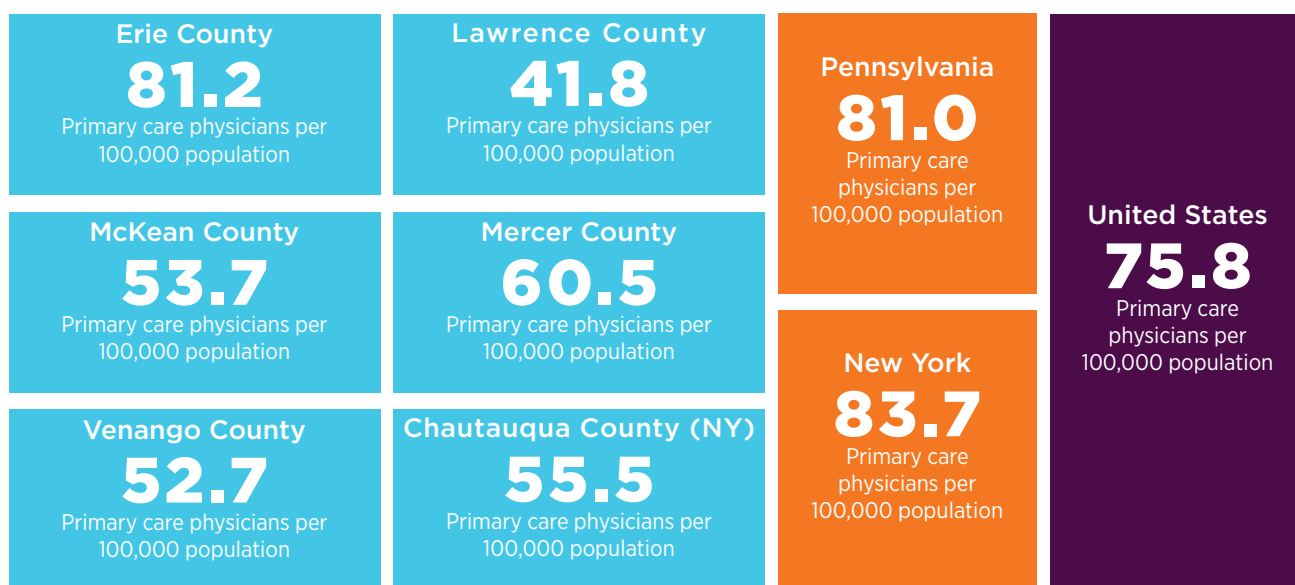 Erie County
81.2
Primary care physicians per
100,000 population
Lawrence County
41.8
Primary care physicians per
100,000 population
Pennsylvania
81.0
Primary care
physicians per
100,000 population
United States
75.8
Primary care
physicians per
100,000 population
McKean County
53.7
Primary care physicians per
100,000 population
Mercer County
60.5
Primary care physicians per
100,000 population
New York
83.7
Primary care
physicians per
100,000 population
Venango County
52.7
Primary care physicians per
100,000 population
Chautauqua County (NY)
55.5
Primary care physicians per
100,000 population